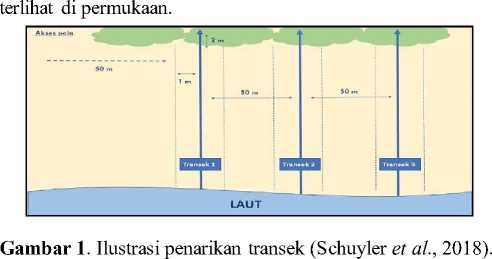 terlihat di permukaan.
Akses poin
2 m
50 m
1 m
50 m
50 m
Transek 1
Transek 2
Transek 3
LAUT
Gambar 1. Ilustrasi penarikan transek (Schuyler et al., 2018).